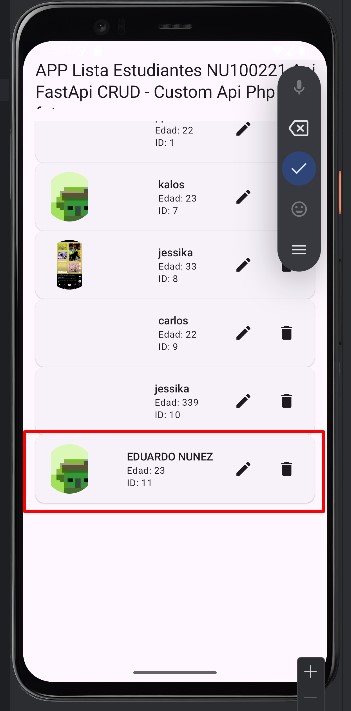 APP Lista Estudiantes NU100221 Api
FastApi CRUD - Custom Api Php
Edad: 22
ID: 1
kalos
Edad: 23
ID: 7
jessika
Edad: 33
ID: 8
carlos
Edad: 22
ID: 9
jessika
Edad: 339
ID: 10
EDUARDO NUNEZ
Edad: 23
ID: 11